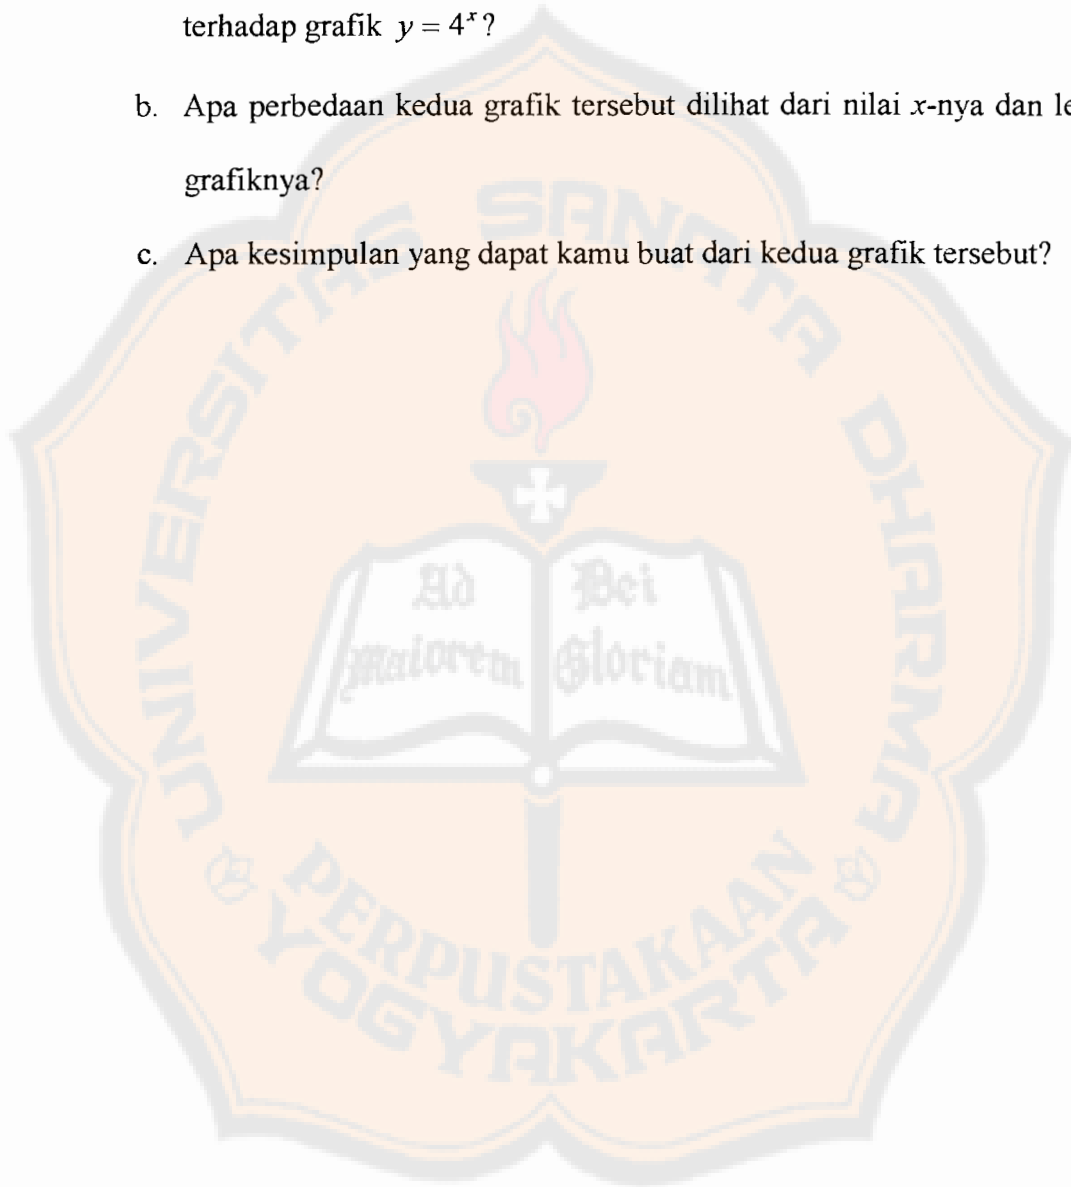 terhadap grafik y = 4ˣ?
b. Apa perbedaan kedua grafik tersebut dilihat dari nilai x-nya dan le
grafiknya?
c. Apa kesimpulan yang dapat kamu buat dari kedua grafik tersebut?
UNIVERSITAS SANATA DHARMA
Ad Dei
maiorem Gloriam
PERPUSTAKAAN
YOGYAKARTA